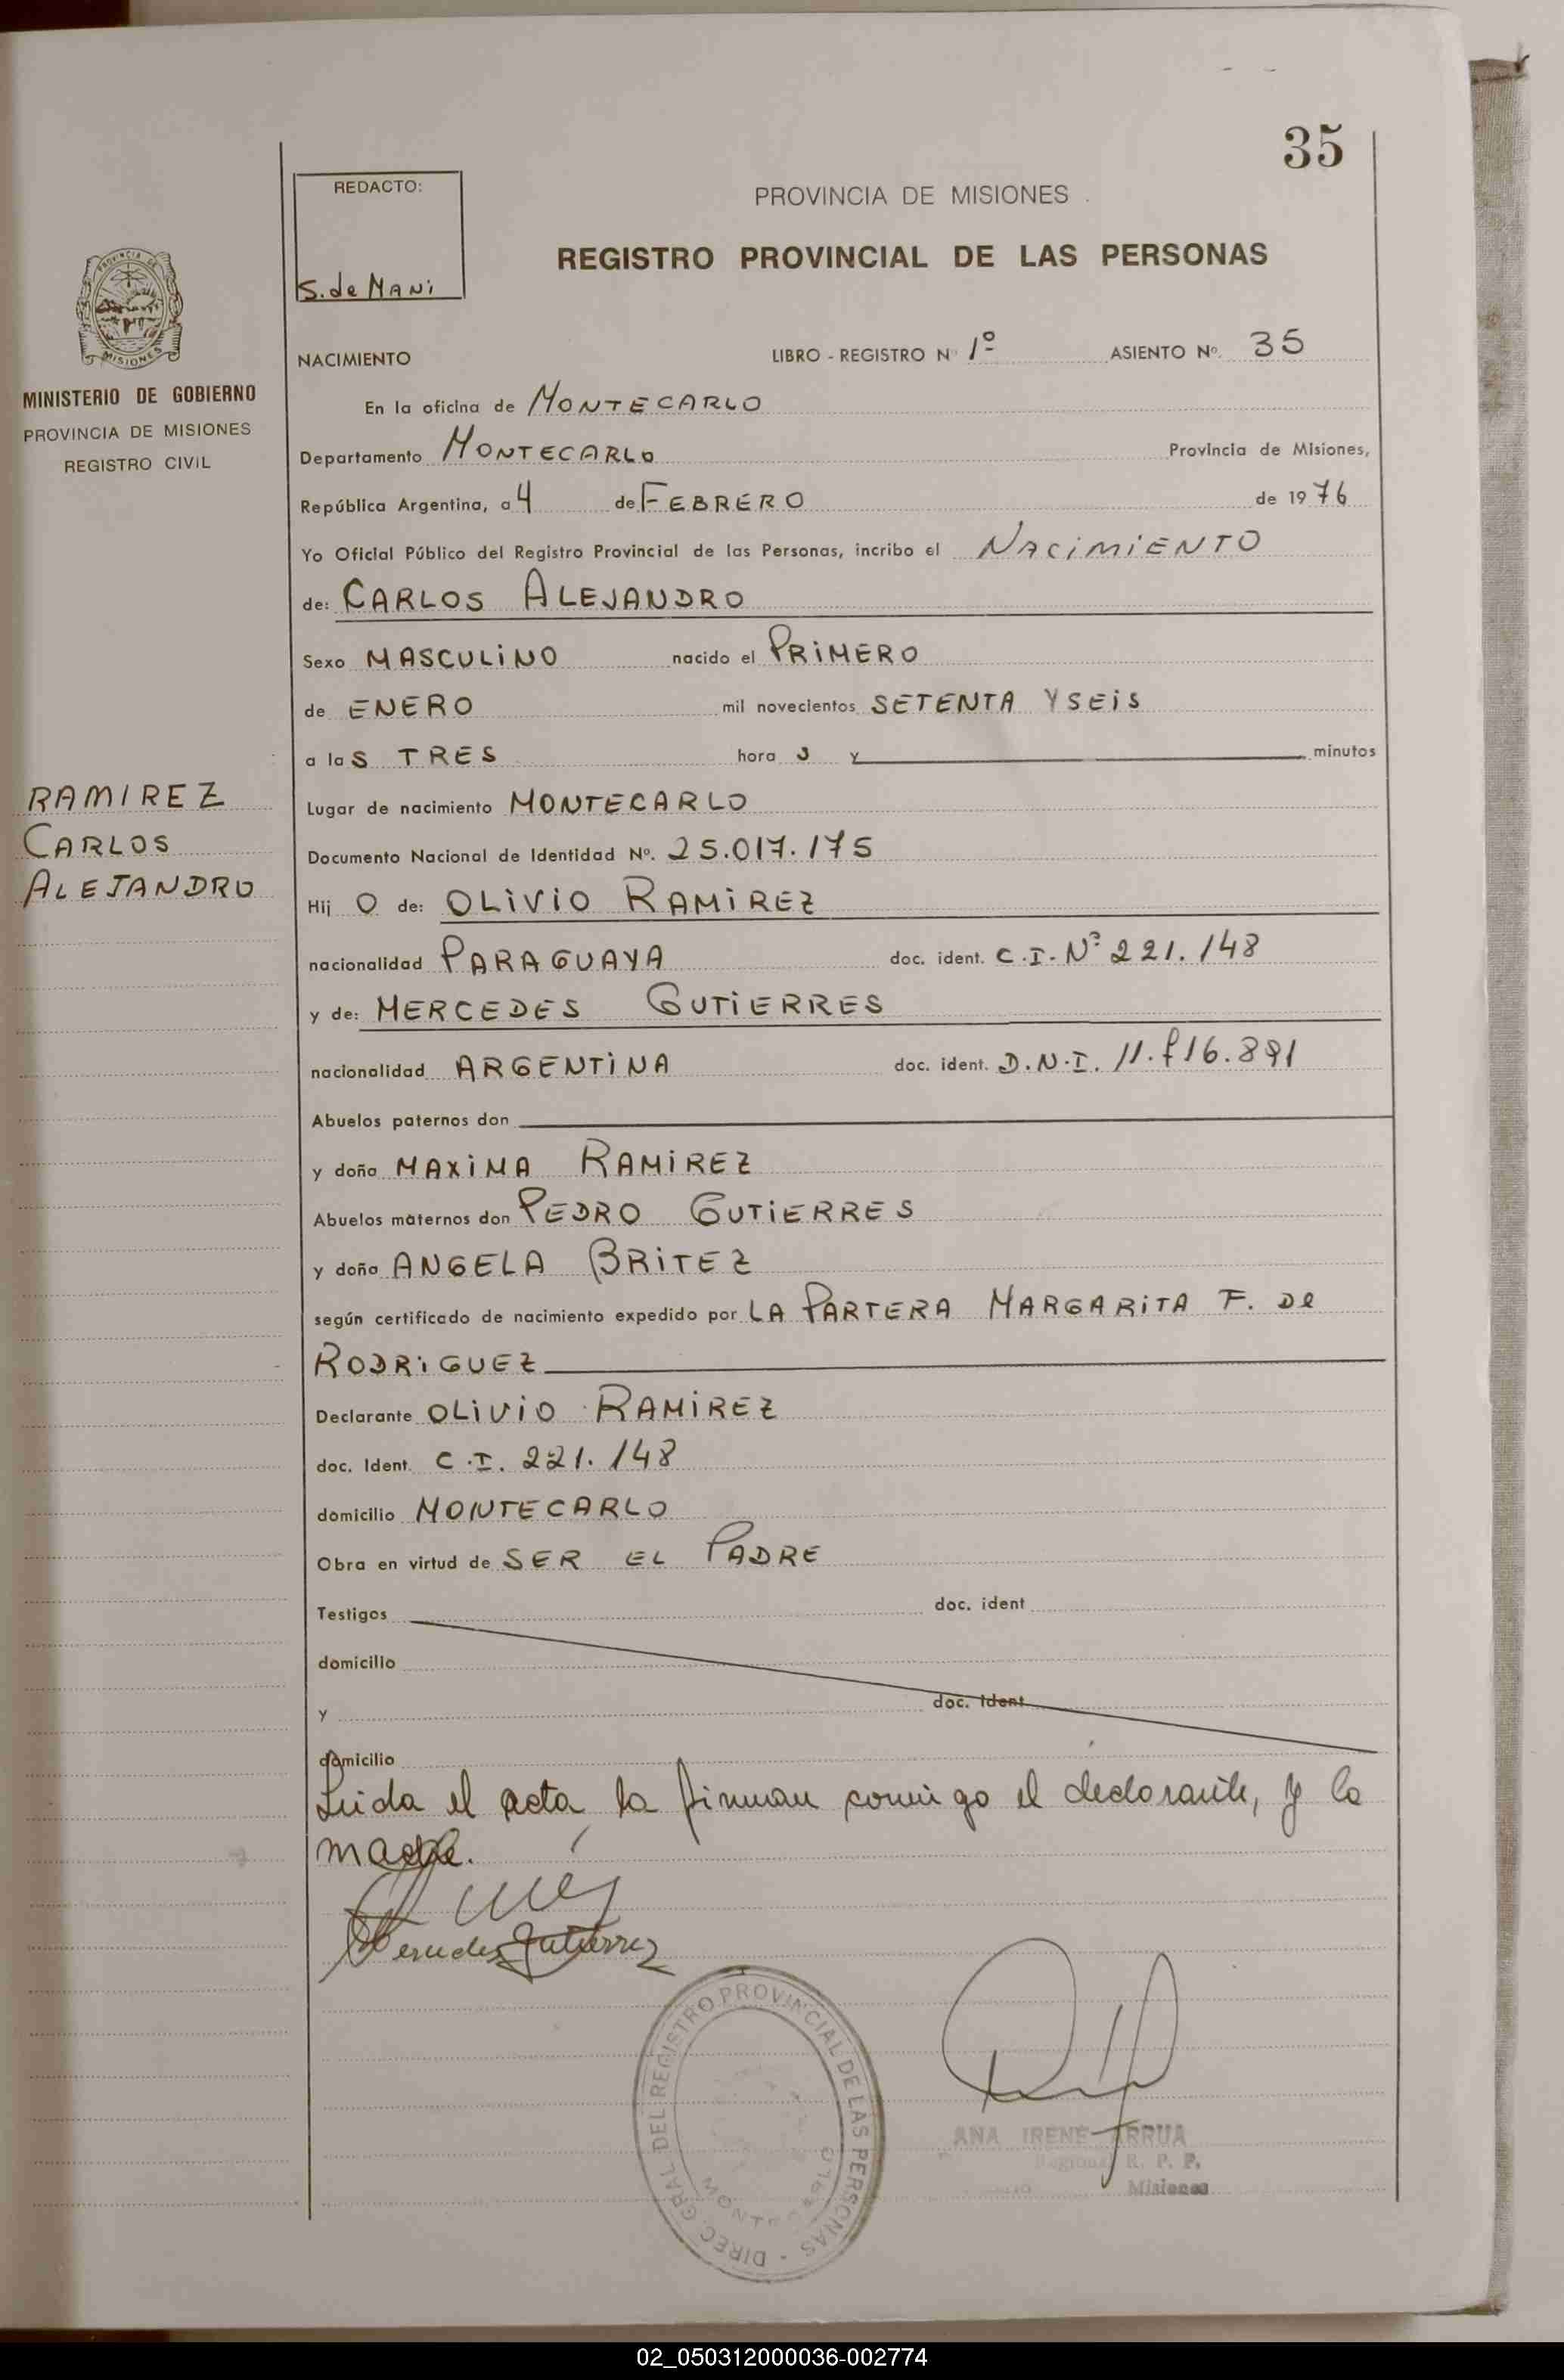 35
REDACTO:
S. de MANi
PROVINCIA DE MISIONES
REGISTRO PROVINCIAL DE LAS PERSONAS
PROVINCIA DE
MISIONES
MINISTERIO DE GOBIERNO
PROVINCIA DE MISIONES
REGISTRO CIVIL
NACIMIENTO LIBRO - REGISTRO Nº 1º ASIENTO Nº. 35
En la oficina de MONTECARLO
Departamento MONTECARLO Provincia de Misiones,
República Argentina, a 4 de FEBRERO de 1976
Yo Oficial Público del Registro Provincial de las Personas, incribo el NACiMiENTO
de: CARLOS ALEJANDRO
Sexo MASCULiNO nacido el PRiMERO
de ENERO mil novecientos SETENTA Y SEiS
a las TRES hora s y minutos
RAMIREZ
CARLOS
ALEJANDRO
Lugar de nacimiento MONTECARLO
Documento Nacional de Identidad Nº. 25.017.175
Hij O de: OLiViO RAMiREZ
nacionalidad PARAGUAYA doc. ident. C.I. Nº 221.148
y de: MERCEDES GUTiERRES
nacionalidad ARGENTiNA doc. ident. D.N.I.
Abuelos paternos don
y doña MAXiMA RAMiREZ
Abuelos maternos don PEDRO GUTiERRES
y doña ANGELA BRiTEZ
según certificado de nacimiento expedido por LA PARTERA MARGARiTA F. De
RODRiGUEZ
Declarante OLiViO RAMiREZ
doc. Ident. C.I. 221.148
domicilio MONTECARLO
Obra en virtud de SER EL PADRE
Testigos doc. ident
domicilio
y doc. Ident
domicilio
Leida el acta, la firman conmigo el declarante, y la
madre.
Mercedes Gutierrez
DIREC. GRAL. DEL REGISTRO PROVINCIAL DE LAS PERSONAS
ANA IRENE ARRUA
R. P. P.
Misiones
02_050312000036-002774